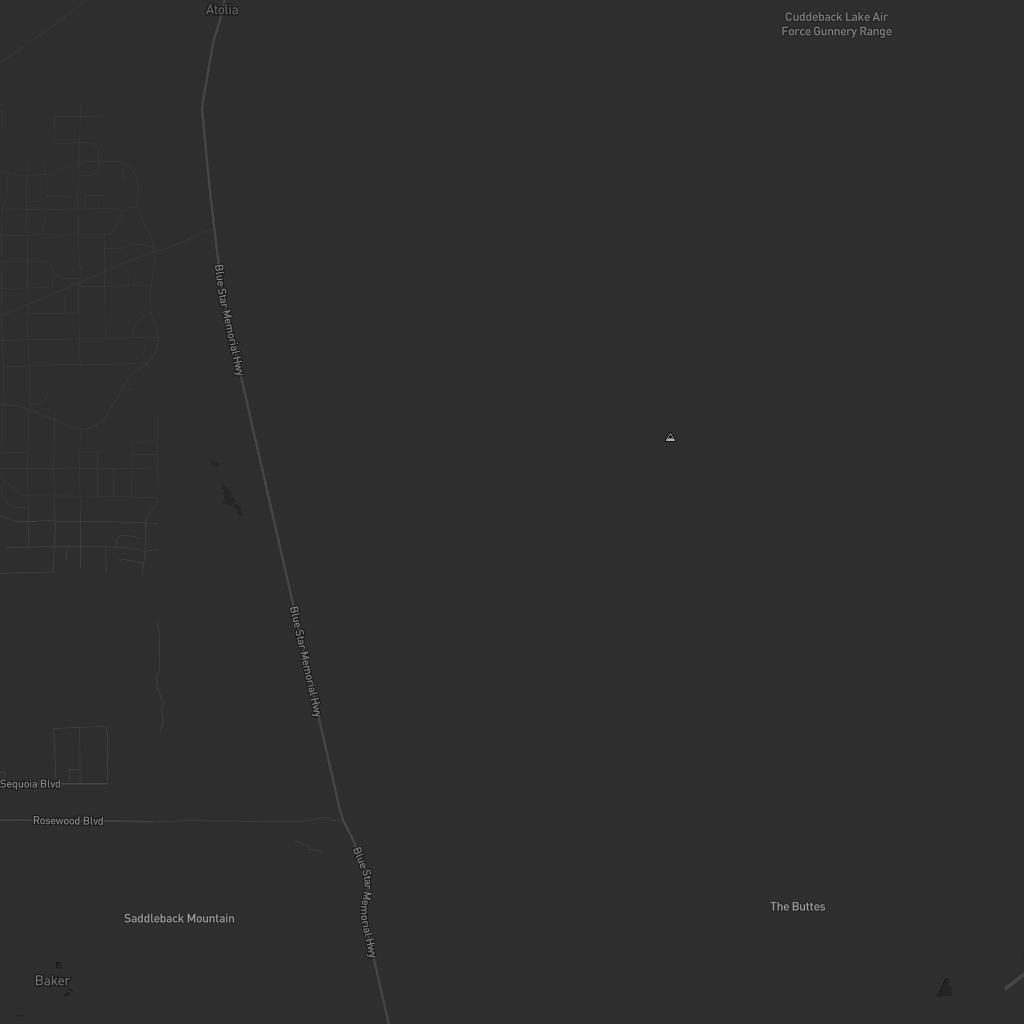 Atolia
Cuddeback Lake Air
Force Gunnery Range
Blue Star Memorial Hwy
Blue Star Memorial Hwy
Sequoia Blvd
Rosewood Blvd
Blue Star Memorial Hwy
The Buttes
Saddleback Mountain
Baker